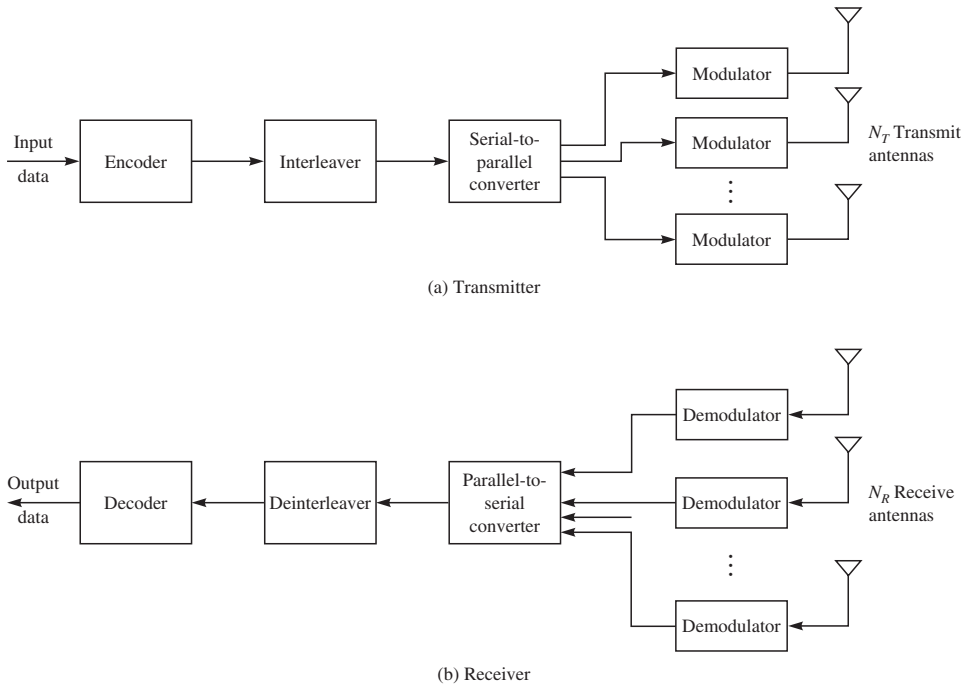 Input
data
Encoder
Interleaver
Serial-to-
parallel
converter
Modulator
Modulator
Modulator
N_T Transmit
antennas
(a) Transmitter
Output
data
Decoder
Deinterleaver
Parallel-to-
serial
converter
Demodulator
Demodulator
Demodulator
N_R Receive
antennas
(b) Receiver